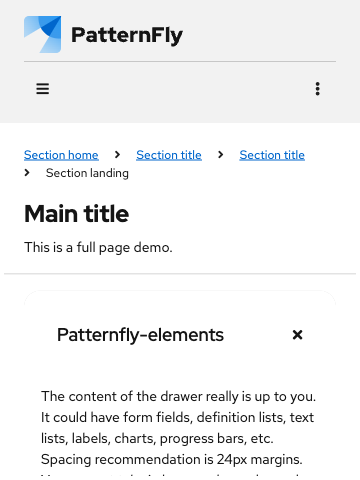 PatternFly
Section home > Section title > Section title
> Section landing
Main title
This is a full page demo.
Patternfly-elements
The content of the drawer really is up to you.
It could have form fields, definition lists, text
lists, labels, charts, progress bars, etc.
Spacing recommendation is 24px margins.